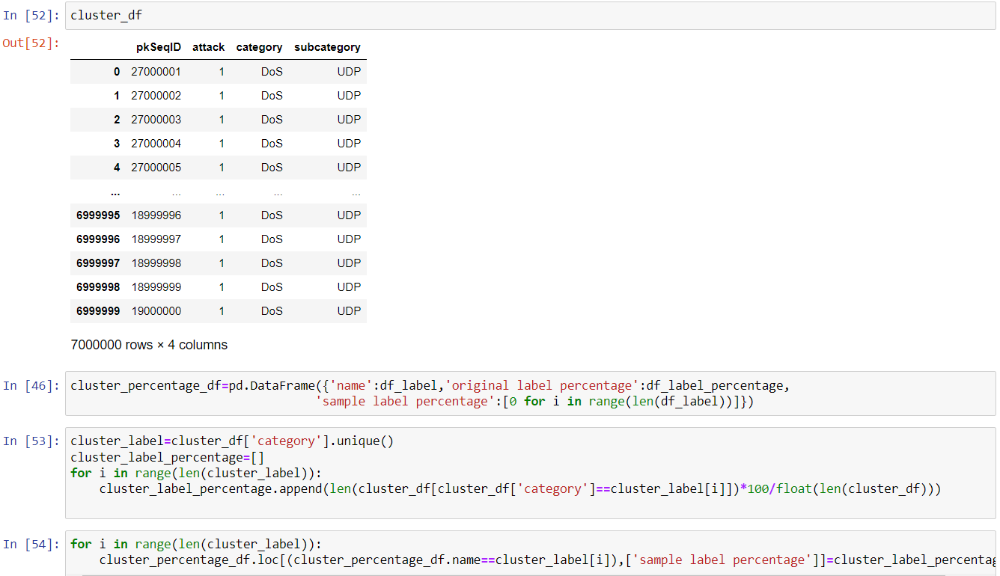 In [52]: cluster_df
Out[52]:
pkSeqID attack category subcategory
0 27000001 1 DoS UDP
1 27000002 1 DoS UDP
2 27000003 1 DoS UDP
3 27000004 1 DoS UDP
4 27000005 1 DoS UDP
... ... ... ... ...
6999995 18999996 1 DoS UDP
6999996 18999997 1 DoS UDP
6999997 18999998 1 DoS UDP
6999998 18999999 1 DoS UDP
6999999 19000000 1 DoS UDP
7000000 rows × 4 columns
In [46]: cluster_percentage_df=pd.DataFrame({'name':df_label,'original label percentage':df_label_percentage,
'sample label percentage':[0 for i in range(len(df_label))]})
In [53]: cluster_label=cluster_df['category'].unique()
cluster_label_percentage=[]
for i in range(len(cluster_label)):
cluster_label_percentage.append(len(cluster_df[cluster_df['category']==cluster_label[i]])*100/float(len(cluster_df)))
In [54]: for i in range(len(cluster_label)):
cluster_percentage_df.loc[(cluster_percentage_df.name==cluster_label[i]),['sample label percentage']]=cluster_label_percentag